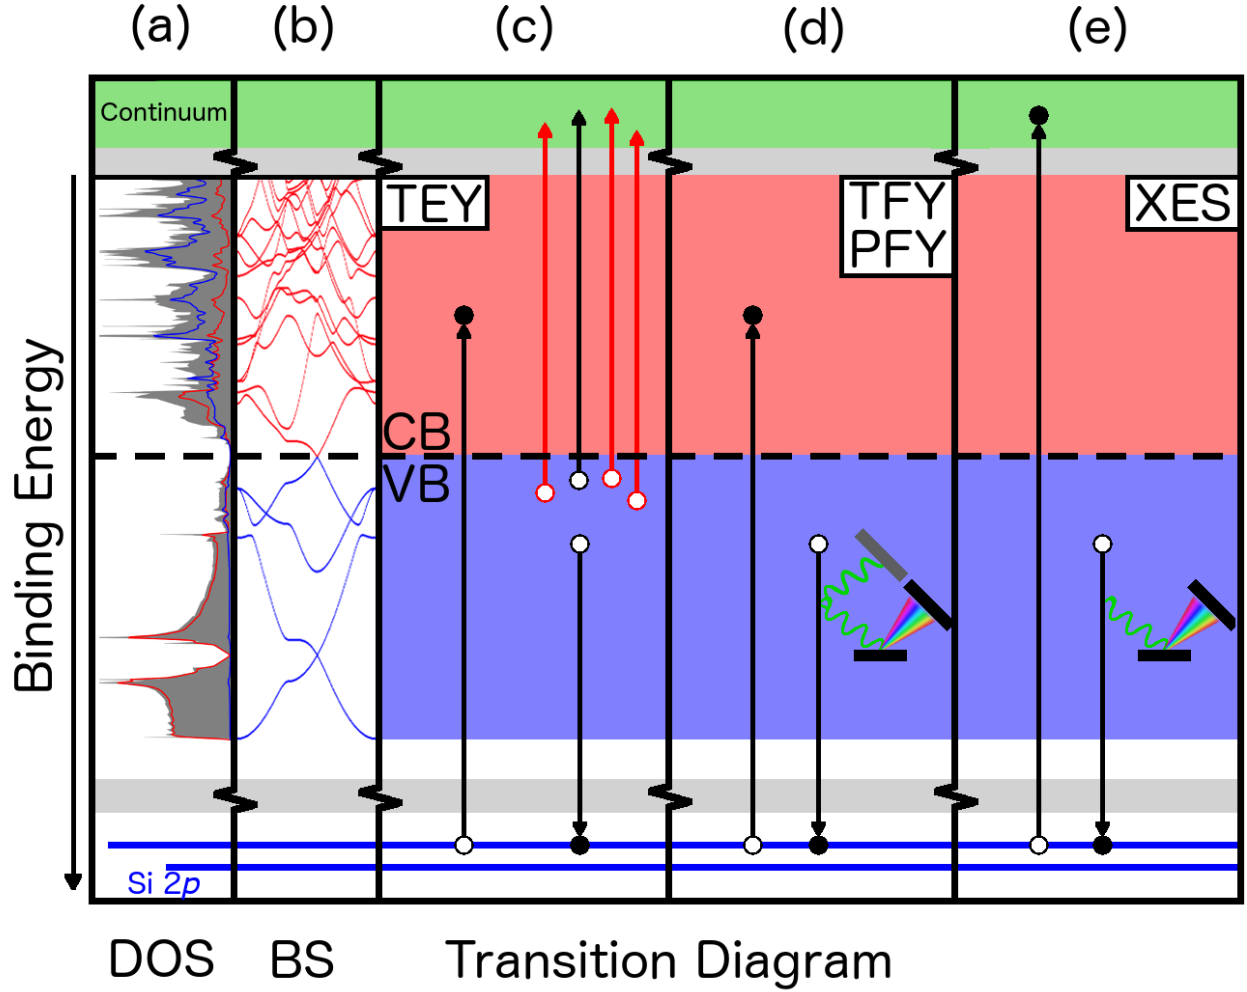 (a) (b) (c) (d) (e)
Continuum
TEY
TFY
PFY
XES
CB
VB
Binding Energy
Si 2p
DOS BS Transition Diagram